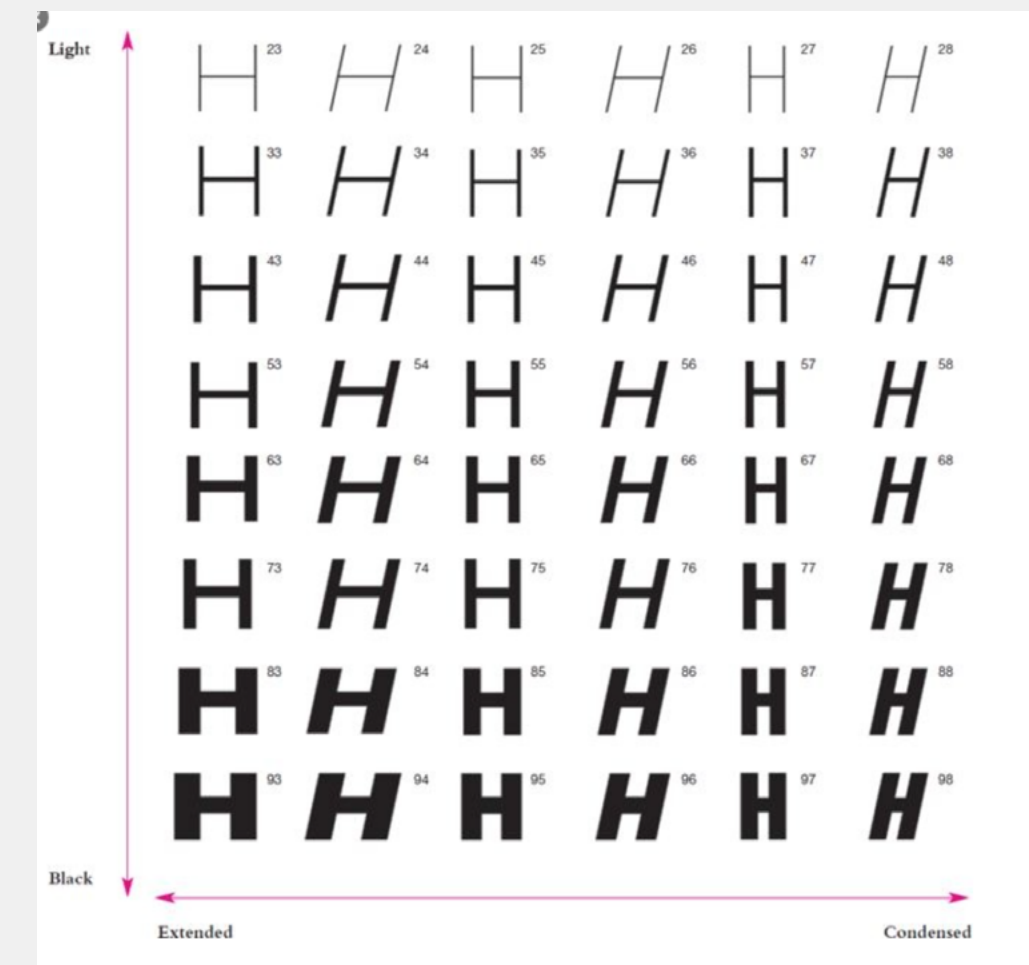 Light H 23 H 24 H 25 H 26 H 27 H 28
H 33 H 34 H 35 H 36 H 37 H 38
H 43 H 44 H 45 H 46 H 47 H 48
H 53 H 54 H 55 H 56 H 57 H 58
H 63 H 64 H 65 H 66 H 67 H 68
H 73 H 74 H 75 H 76 H 77 H 78
H 83 H 84 H 85 H 86 H 87 H 88
H 93 H 94 H 95 H 96 H 97 H 98
Black
Extended Condensed